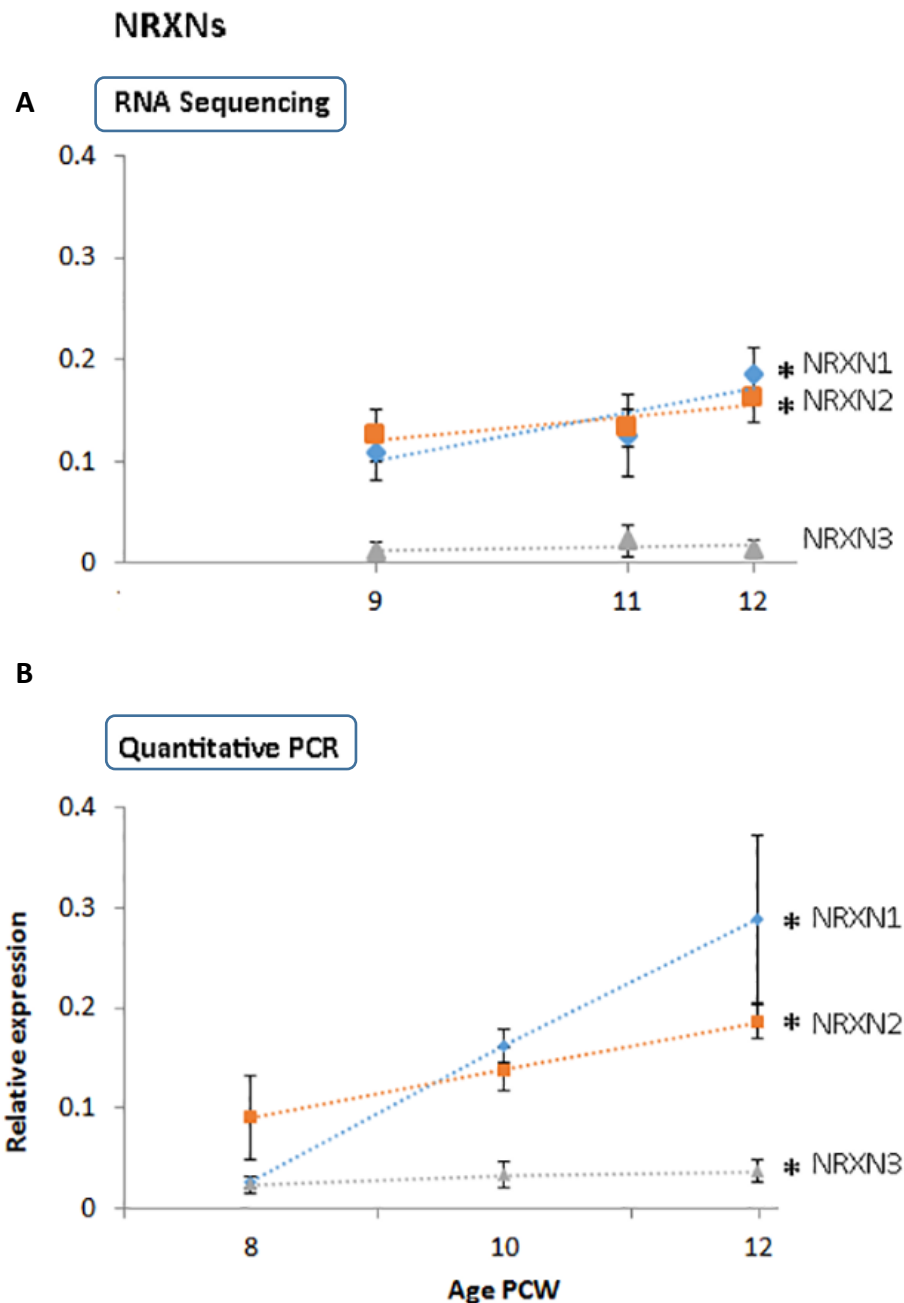 NRXNs
A
RNA Sequencing
0.4
0.3
0.2
0.1
0
* NRXN1
* NRXN2
NRXN3
9 11 12
B
Quantitative PCR
0.4
0.3
0.2
0.1
0
Relative expression
* NRXN1
* NRXN2
* NRXN3
8 10 12
Age PCW